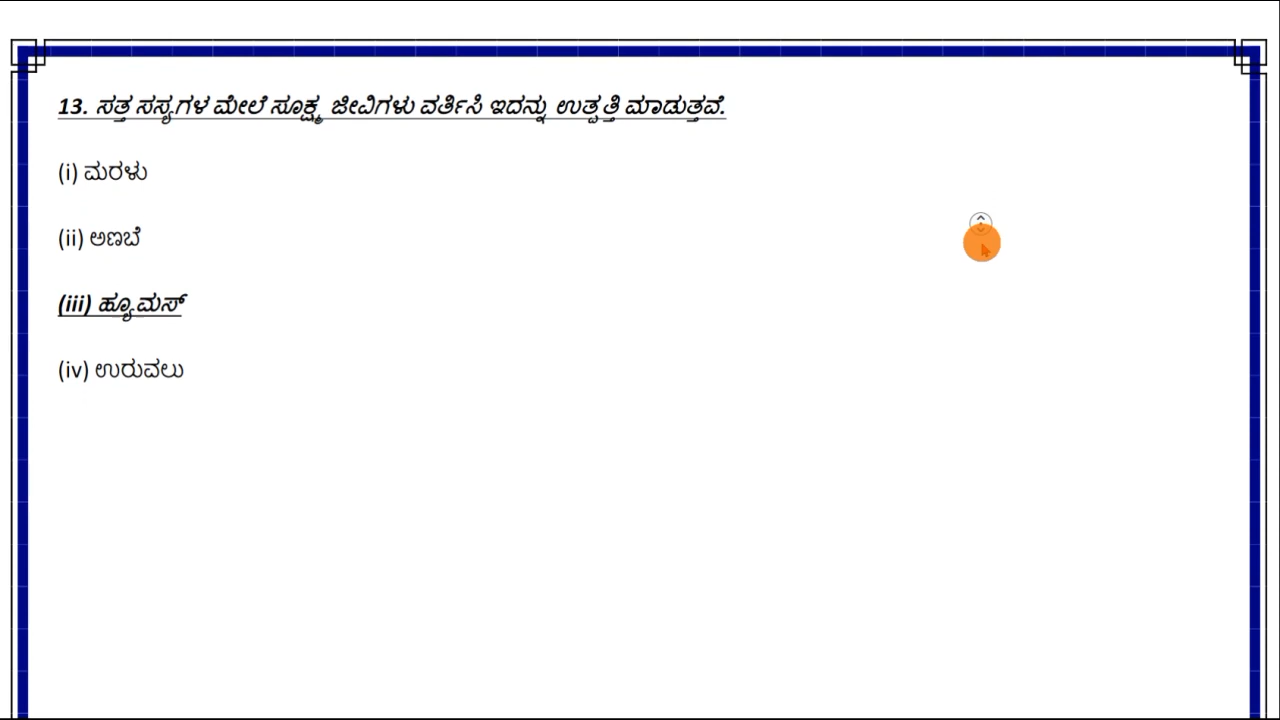 13. ಸತ್ತ ಸಸ್ಯಗಳ ಮೇಲೆ ಸೂಕ್ಷ್ಮ ಜೀವಿಗಳು ವರ್ತಿಸಿ ಇದನ್ನು ಉತ್ಪತ್ತಿ ಮಾಡುತ್ತವೆ.
(i) ಮರಳು
(ii) ಅಣಬೆ
(iii) ಹ್ಯೂಮಸ್
(iv) ಉರುವಲು